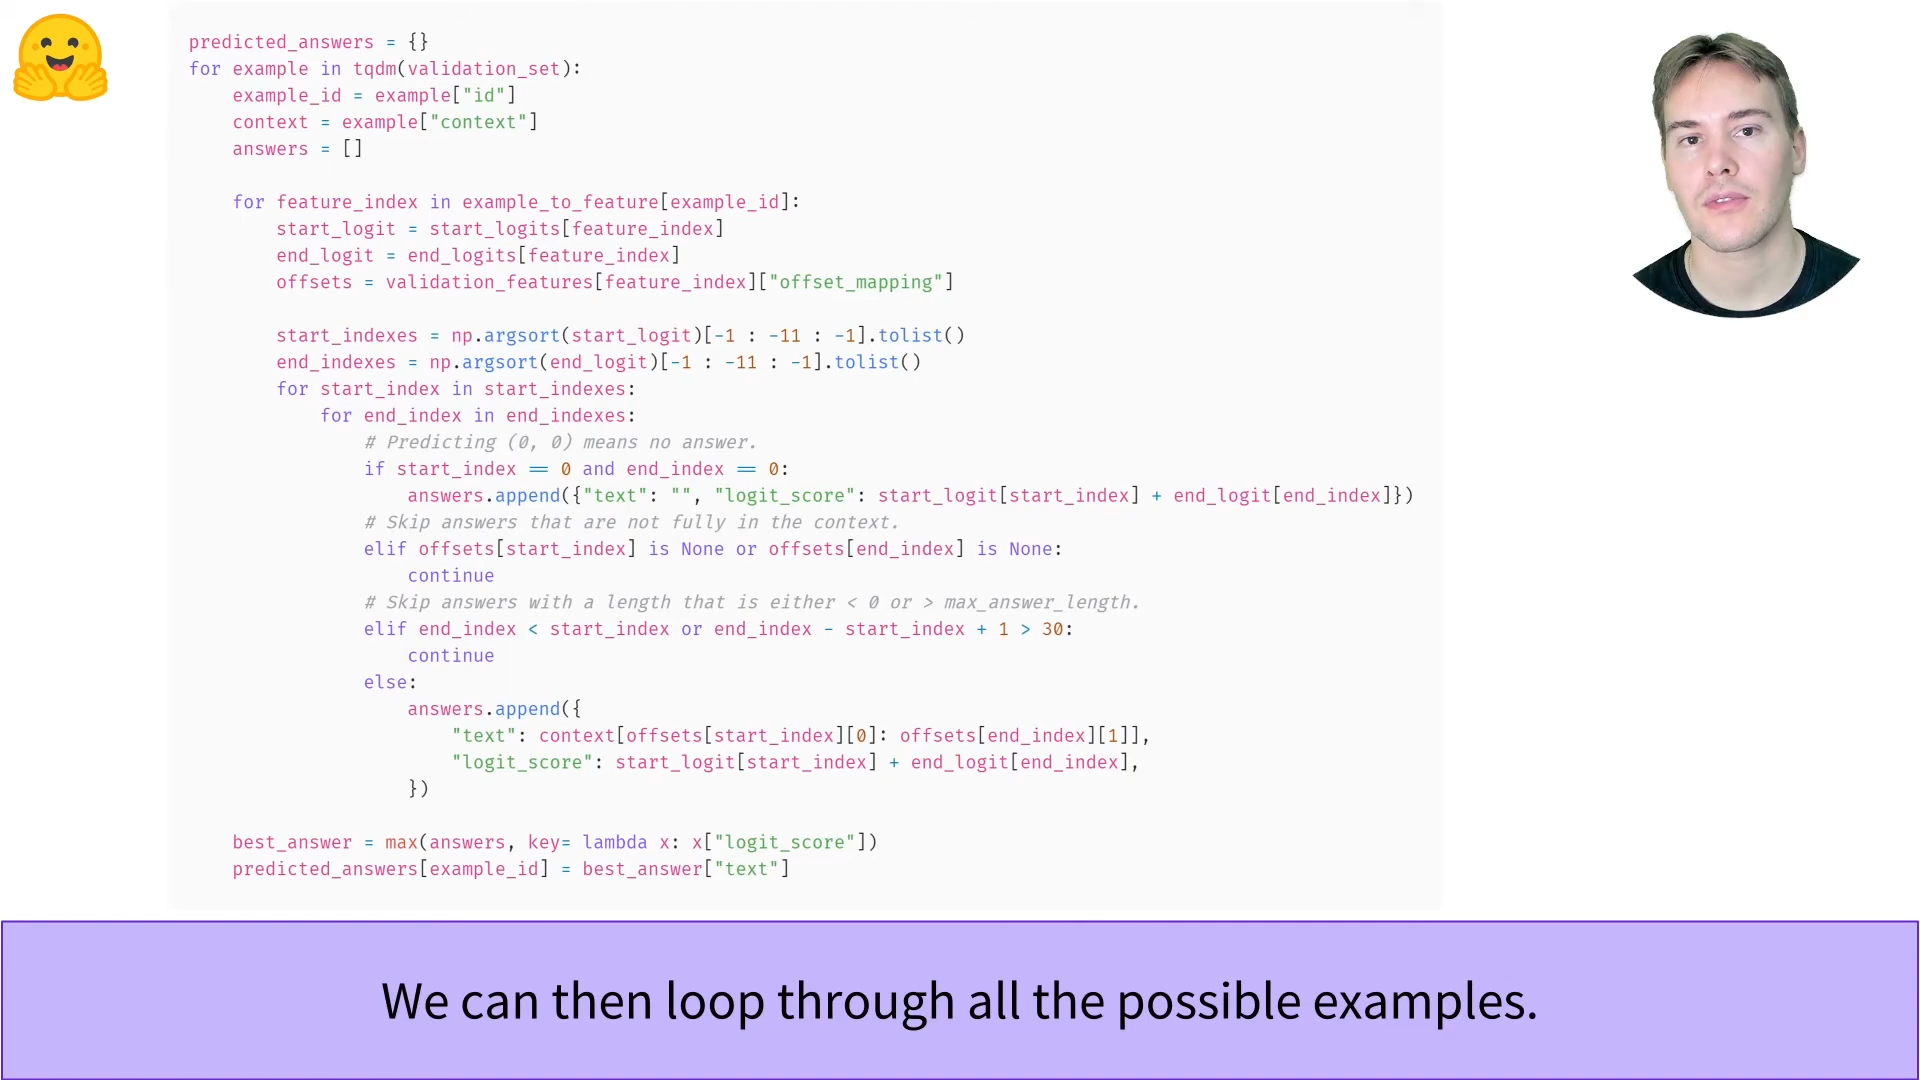 predicted_answers = {}
for example in tqdm(validation_set):
    example_id = example["id"]
    context = example["context"]
    answers = []

    for feature_index in example_to_feature[example_id]:
        start_logit = start_logits[feature_index]
        end_logit = end_logits[feature_index]
        offsets = validation_features[feature_index]["offset_mapping"]

        start_indexes = np.argsort(start_logit)[-1 : -11 : -1].tolist()
        end_indexes = np.argsort(end_logit)[-1 : -11 : -1].tolist()
        for start_index in start_indexes:
            for end_index in end_indexes:
                # Predicting (0, 0) means no answer.
                if start_index == 0 and end_index == 0:
                    answers.append({"text": "", "logit_score": start_logit[start_index] + end_logit[end_index]})
                # Skip answers that are not fully in the context.
                elif offsets[start_index] is None or offsets[end_index] is None:
                    continue
                # Skip answers with a length that is either < 0 or > max_answer_length.
                elif end_index < start_index or end_index - start_index + 1 > 30:
                    continue
                else:
                    answers.append({
                        "text": context[offsets[start_index][0]: offsets[end_index][1]],
                        "logit_score": start_logit[start_index] + end_logit[end_index],
                    })

    best_answer = max(answers, key= lambda x: x["logit_score"])
    predicted_answers[example_id] = best_answer["text"]
We can then loop through all the possible examples.